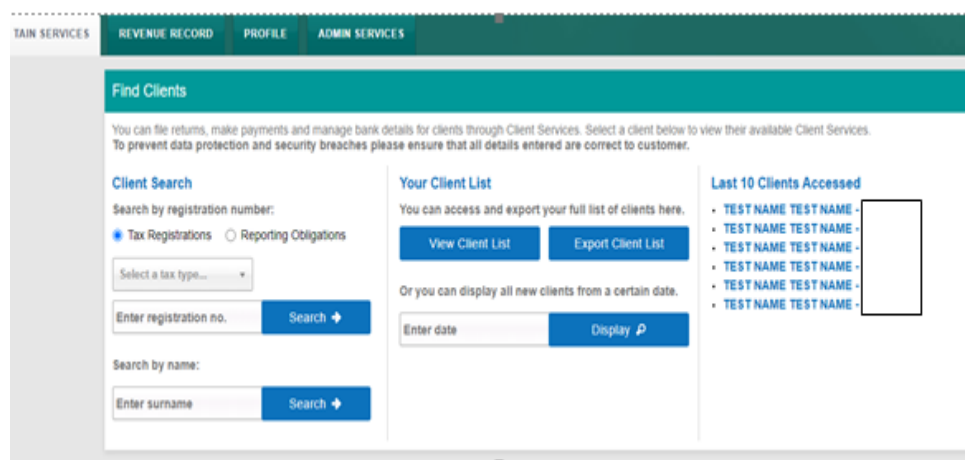 TAIN SERVICES REVENUE RECORD PROFILE ADMIN SERVICES
Find Clients
You can file returns, make payments and manage bank details for clients through Client Services. Select a client below to view their available Client Services.
To prevent data protection and security breaches please ensure that all details entered are correct to customer.
Client Search
Search by registration number:
Tax Registrations Reporting Obligations
Select a tax type...
Enter registration no. Search
Search by name:
Enter surname Search
Your Client List
You can access and export your full list of clients here.
View Client List Export Client List
Or you can display all new clients from a certain date.
Enter date Display
Last 10 Clients Accessed
TEST NAME TEST NAME -
TEST NAME TEST NAME -
TEST NAME TEST NAME -
TEST NAME TEST NAME -
TEST NAME TEST NAME -
TEST NAME TEST NAME -